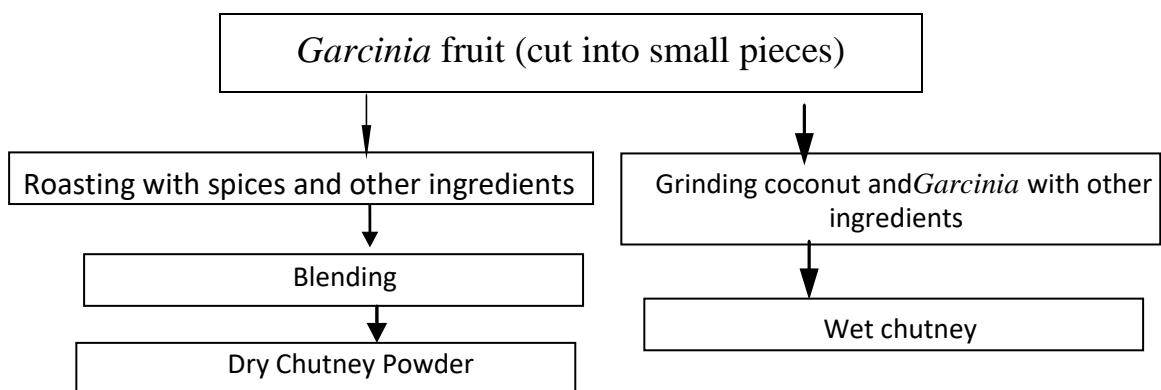 Garcinia fruit (cut into small pieces)
Roasting with spices and other ingredients
Blending
Dry Chutney Powder
Grinding coconut andGarcinia with other
ingredients
Wet chutney